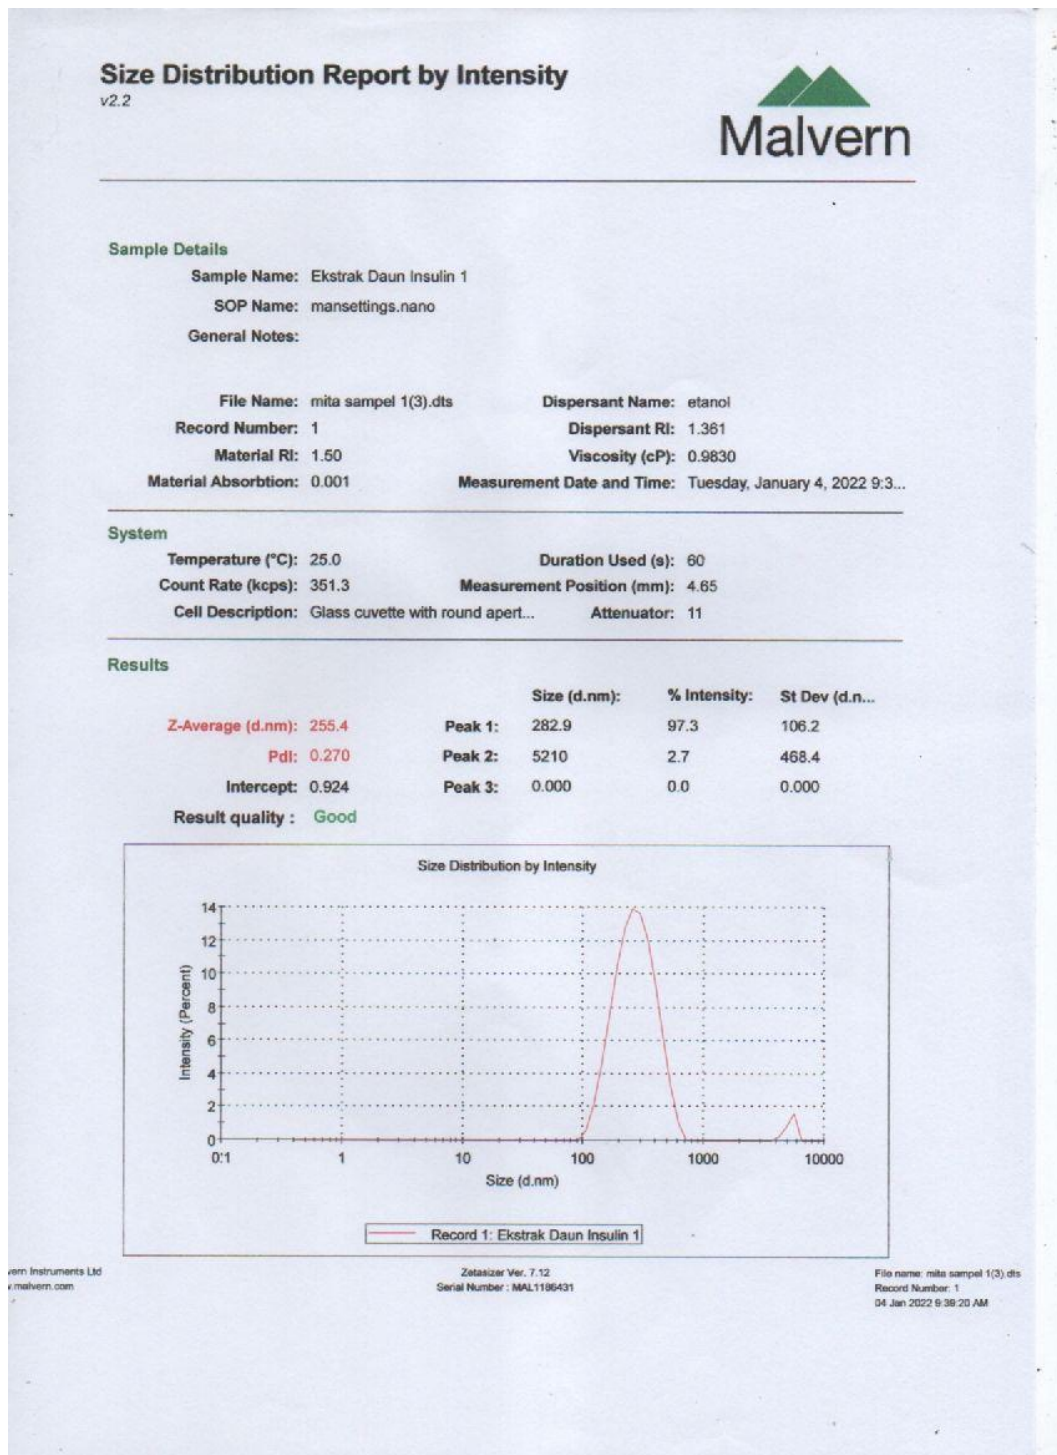 Size Distribution Report by Intensity
v2.2
Malvern
Sample Details
Sample Name: Ekstrak Daun Insulin 1
SOP Name: mansettings.nano
General Notes:
File Name: mita sampel 1(3).dts Dispersant Name: etanol
Record Number: 1 Dispersant RI: 1.361
Material RI: 1.50 Viscosity (cP): 0.9830
Material Absorbtion: 0.001 Measurement Date and Time: Tuesday, January 4, 2022 9:3...
System
Temperature (°C): 25.0 Duration Used (s): 60
Count Rate (kcps): 351.3 Measurement Position (mm): 4.65
Cell Description: Glass cuvette with round apert... Attenuator: 11
Results
Size (d.nm): % Intensity: St Dev (d.n...
Z-Average (d.nm): 255.4 Peak 1: 282.9 97.3 106.2
PdI: 0.270 Peak 2: 5210 2.7 468.4
Intercept: 0.924 Peak 3: 0.000 0.0 0.000
Result quality : Good
Size Distribution by Intensity
Intensity (Percent)
14
12
10
8
6
4
2
0
0.1 1 10 100 1000 10000
Size (d.nm)
Record 1: Ekstrak Daun Insulin 1
vern Instruments Ltd Zetasizer Ver. 7.12 File name: mita sampel 1(3).dts
v.malvern.com Serial Number : MAL1186431 Record Number: 1
04 Jan 2022 9:39:20 AM